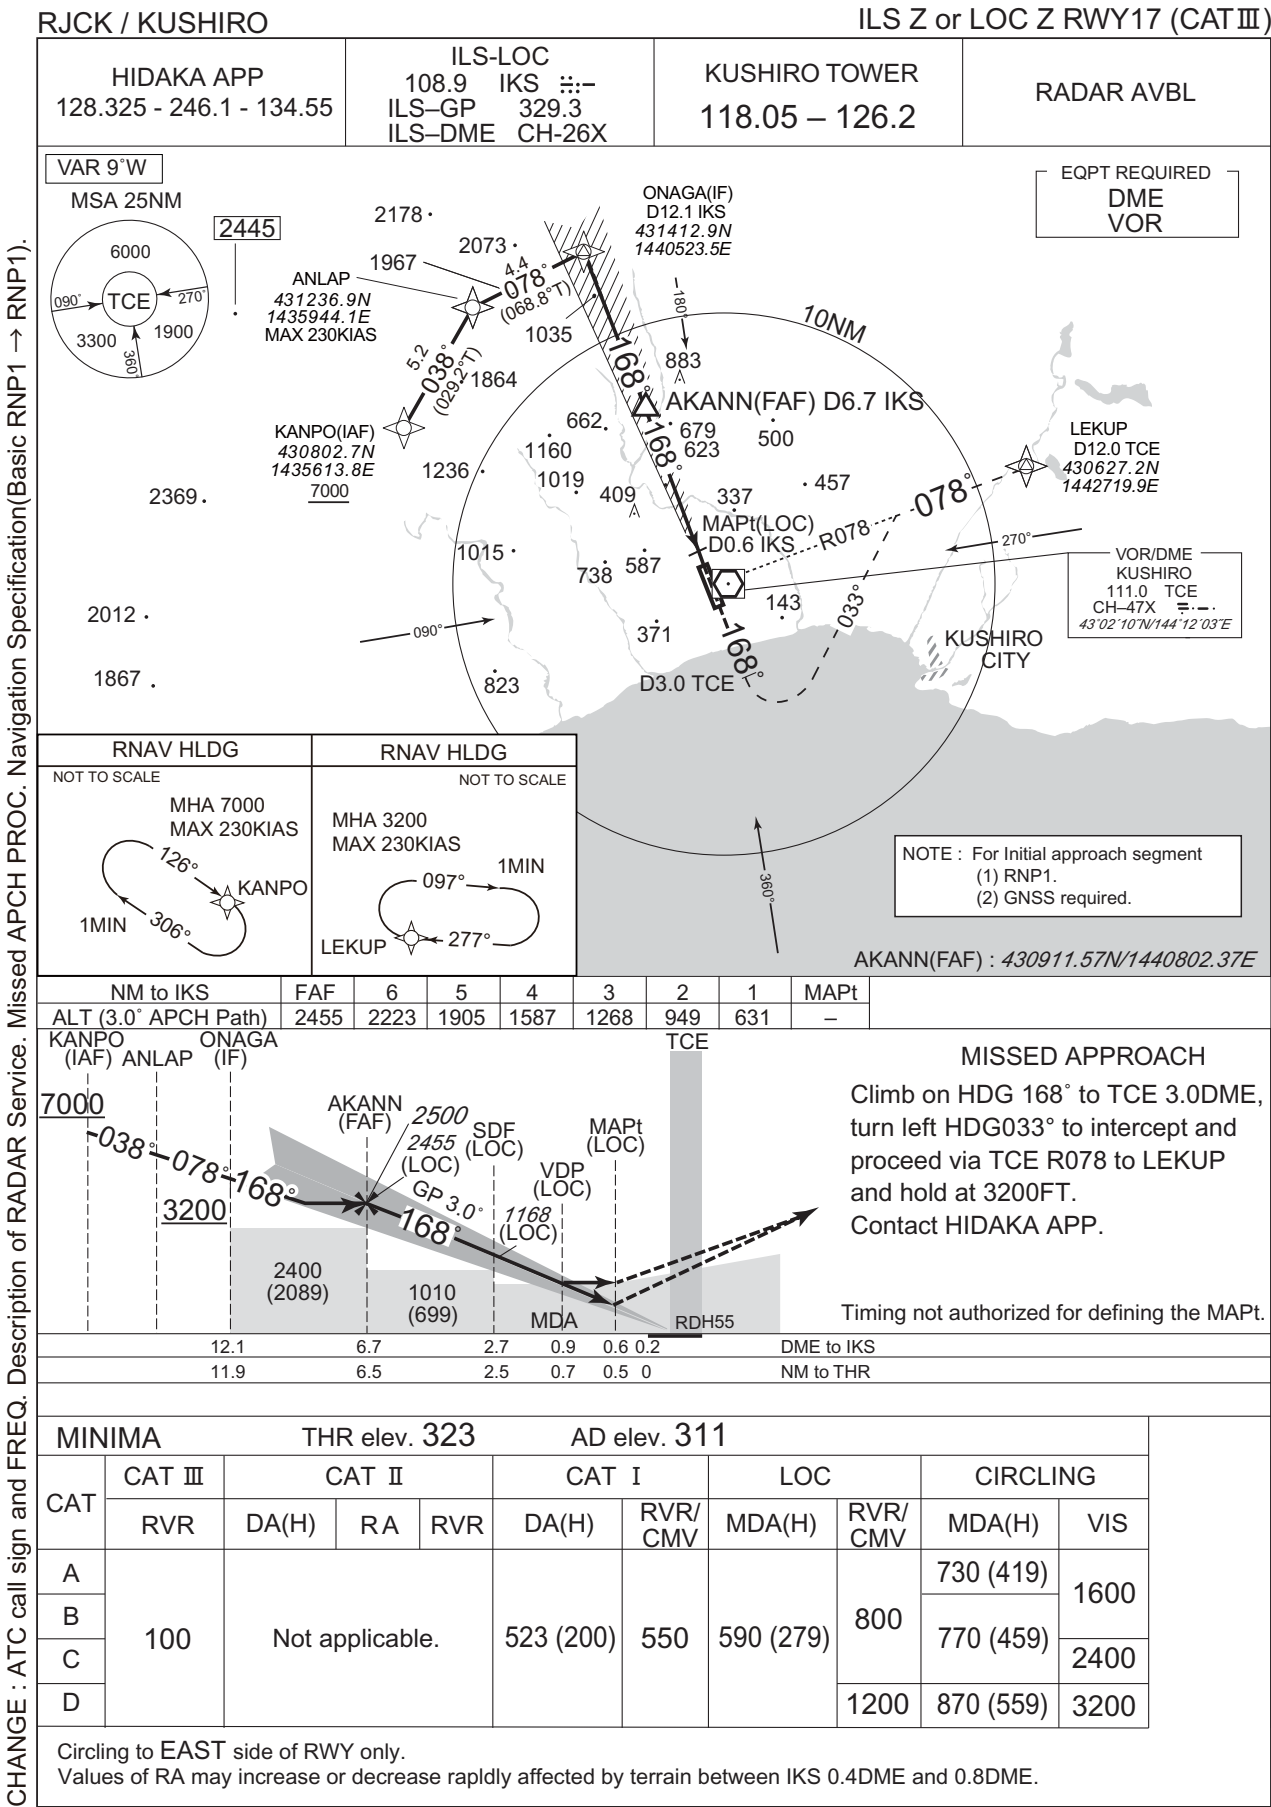 RJCK / KUSHIRO
ILS Z or LOC Z RWY17 (CATⅢ)
HIDAKA APP
128.325 - 246.1 - 134.55
ILS-LOC
108.9 IKS
ILS–GP 329.3
ILS–DME CH-26X
KUSHIRO TOWER
118.05 – 126.2
RADAR AVBL
VAR 9°W
MSA 25NM
6000
TCE
090°
270°
3300
1900
360°
2445
EQPT REQUIRED
DME
VOR
ONAGA(IF)
D12.1 IKS
431412.9N
1440523.5E
2178
2073
1967
ANLAP
431236.9N
1435944.1E
MAX 230KIAS
4.4
078°
(068.8°T)
1035
180°
10NM
5.2
038°
(029.2°T)
1864
168°
883
KANPO(IAF)
430802.7N
1435613.8E
7000
AKANN(FAF) D6.7 IKS
662
1160
168°
679
623
500
LEKUP
D12.0 TCE
430627.2N
1442719.9E
1236
1019
409
337
457
2369
078°
MAPt(LOC)
D0.6 IKS
R078
270°
1015
738
587
VOR/DME
KUSHIRO
111.0 TCE
CH–47X
43°02'10"N/144°12'03"E
2012
090°
143
033°
371
168°
KUSHIRO
CITY
1867
823
D3.0 TCE
RNAV HLDG
NOT TO SCALE
MHA 7000
MAX 230KIAS
126°
KANPO
1MIN
306°
RNAV HLDG
NOT TO SCALE
MHA 3200
MAX 230KIAS
1MIN
097°
LEKUP
277°
360°
NOTE : For Initial approach segment
(1) RNP1.
(2) GNSS required.
AKANN(FAF) : 430911.57N/1440802.37E
NM to IKS FAF 6 5 4 3 2 1 MAPt
ALT (3.0° APCH Path) 2455 2223 1905 1587 1268 949 631 –
KANPO
(IAF)
ANLAP
ONAGA
(IF)
TCE
7000
038°
078°
168°
3200
AKANN
(FAF)
2500
2455
(LOC)
SDF
(LOC)
MAPt
(LOC)
VDP
(LOC)
GP 3.0°
168°
1168
(LOC)
2400
(2089)
1010
(699)
MDA
RDH55
MISSED APPROACH
Climb on HDG 168° to TCE 3.0DME,
turn left HDG033° to intercept and
proceed via TCE R078 to LEKUP
and hold at 3200FT.
Contact HIDAKA APP.
Timing not authorized for defining the MAPt.
12.1 6.7 2.7 0.9 0.6 0.2 DME to IKS
11.9 6.5 2.5 0.7 0.5 0 NM to THR
MINIMA THR elev. 323 AD elev. 311
CAT CAT Ⅲ CAT Ⅱ CAT Ⅰ LOC CIRCLING
RVR DA(H) RA RVR DA(H) RVR/CMV MDA(H) RVR/CMV MDA(H) VIS
A
B
C
D
100
Not applicable.
523 (200)
550
590 (279)
800
1200
730 (419)
770 (459)
870 (559)
1600
2400
3200
Circling to EAST side of RWY only.
Values of RA may increase or decrease rapIdly affected by terrain between IKS 0.4DME and 0.8DME.
CHANGE : ATC call sign and FREQ. Description of RADAR Service. Missed APCH PROC. Navigation Specification(Basic RNP1 → RNP1).